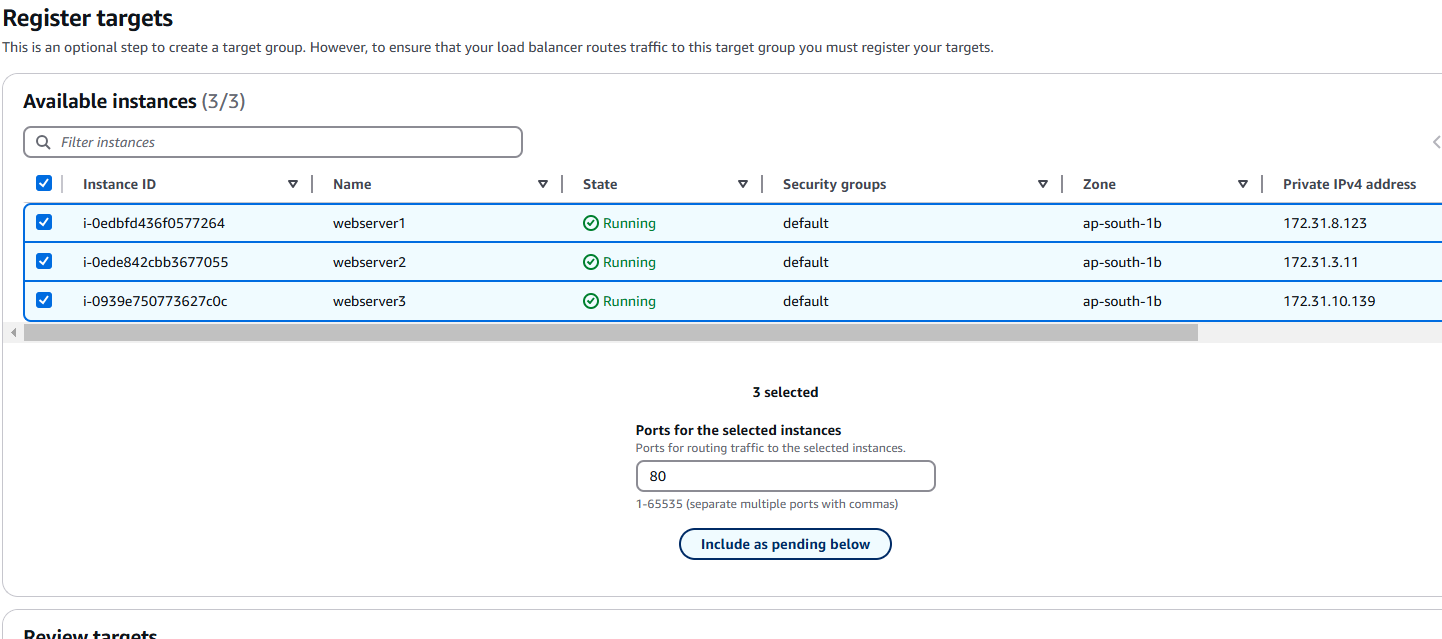 Register targets
This is an optional step to create a target group. However, to ensure that your load balancer routes traffic to this target group you must register your targets.
Available instances (3/3)
Filter instances
Instance ID Name State Security groups Zone Private IPv4 address
i-0edbfd436f0577264 webserver1 Running default ap-south-1b 172.31.8.123
i-0ede842cbb3677055 webserver2 Running default ap-south-1b 172.31.3.11
i-0939e750773627c0c webserver3 Running default ap-south-1b 172.31.10.139
3 selected
Ports for the selected instances
Ports for routing traffic to the selected instances.
80
1-65535 (separate multiple ports with commas)
Include as pending below
Review targets